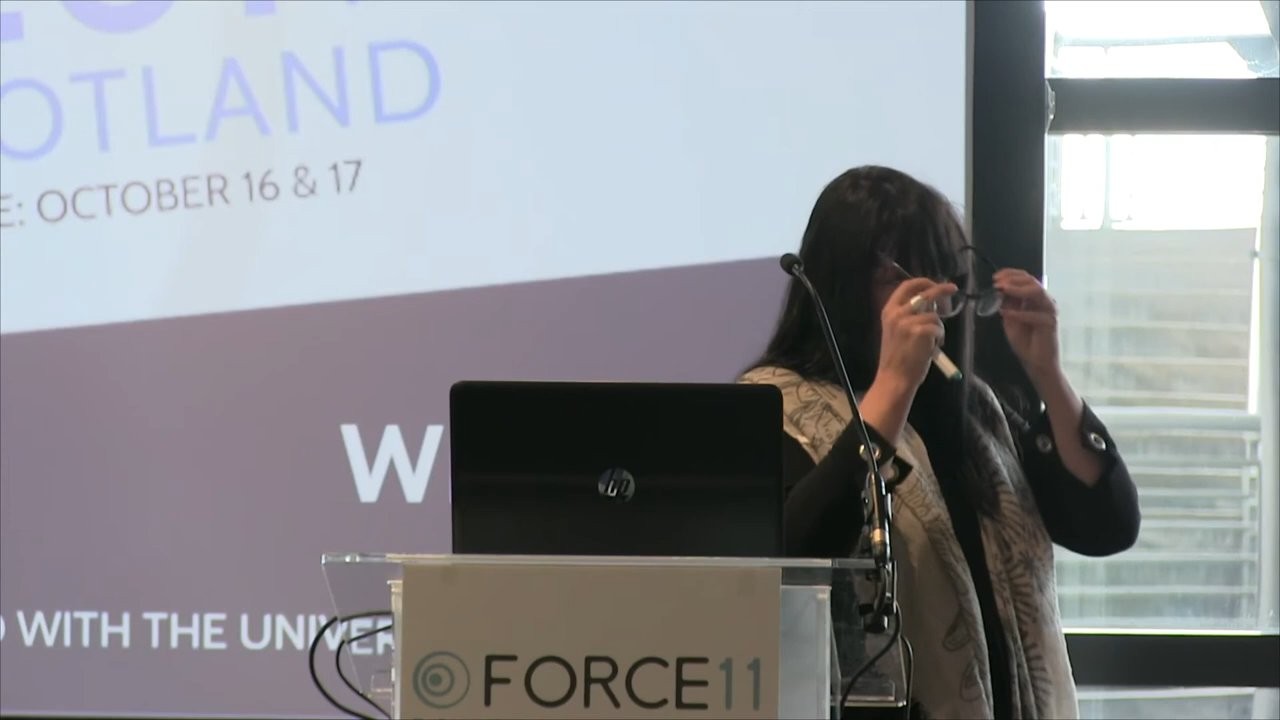 OTLAND
E: OCTOBER 16 & 17
W
WITH THE UNIVER
hp
FORCE11